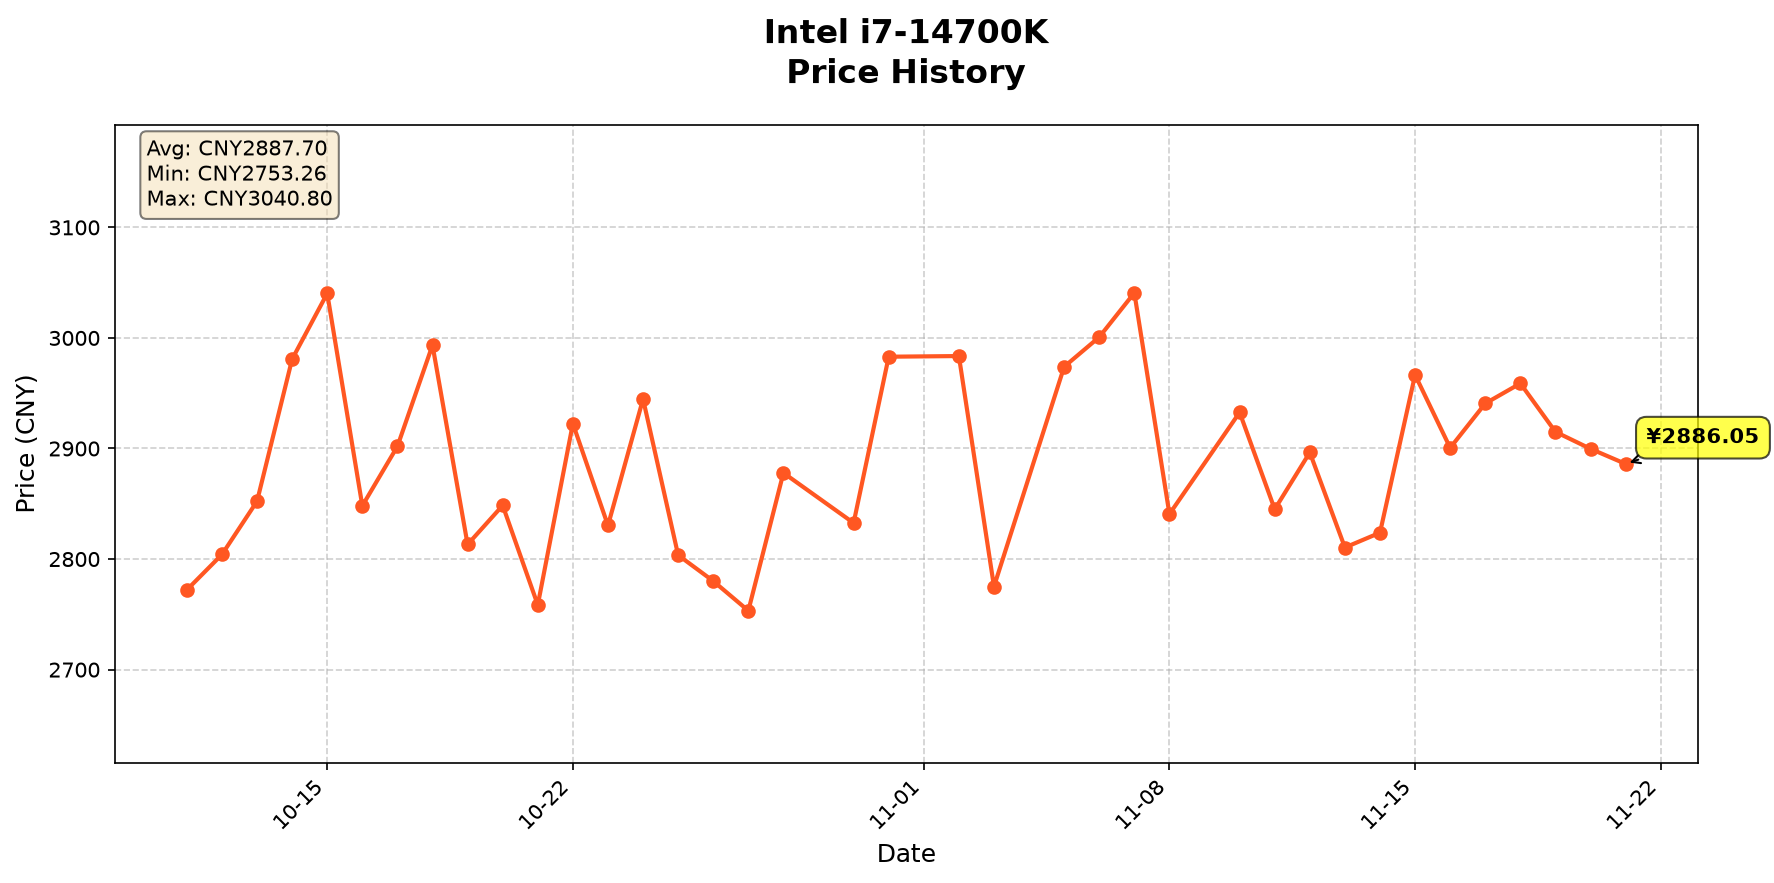 Intel i7-14700K
Price History
Avg: CNY2887.70
Min: CNY2753.26
Max: CNY3040.80
3100
3000
2900
2800
2700
Price (CNY)
¥2886.05
10-15
10-22
11-01
11-08
11-15
11-22
Date